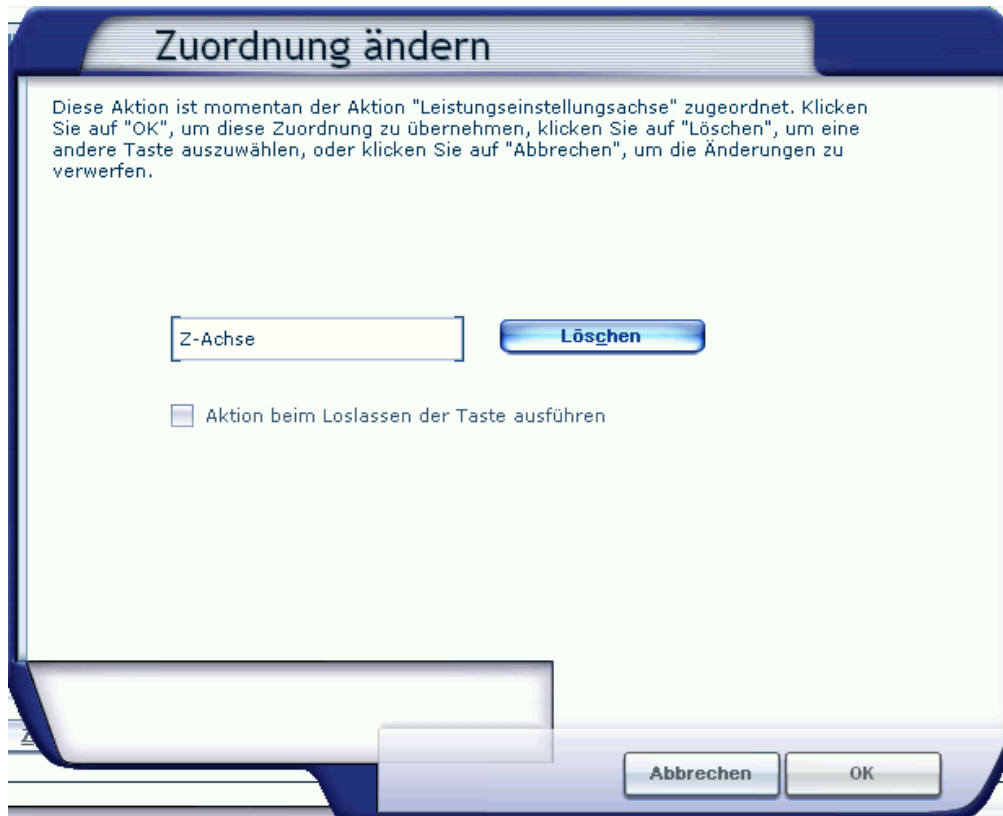 Zuordnung ändern
Diese Aktion ist momentan der Aktion "Leistungseinstellungsachse" zugeordnet. Klicken
Sie auf "OK", um diese Zuordnung zu übernehmen, klicken Sie auf "Löschen", um eine
andere Taste auszuwählen, oder klicken Sie auf "Abbrechen", um die Änderungen zu
verwerfen.
Z-Achse
Löschen
Aktion beim Loslassen der Taste ausführen
Abbrechen
OK